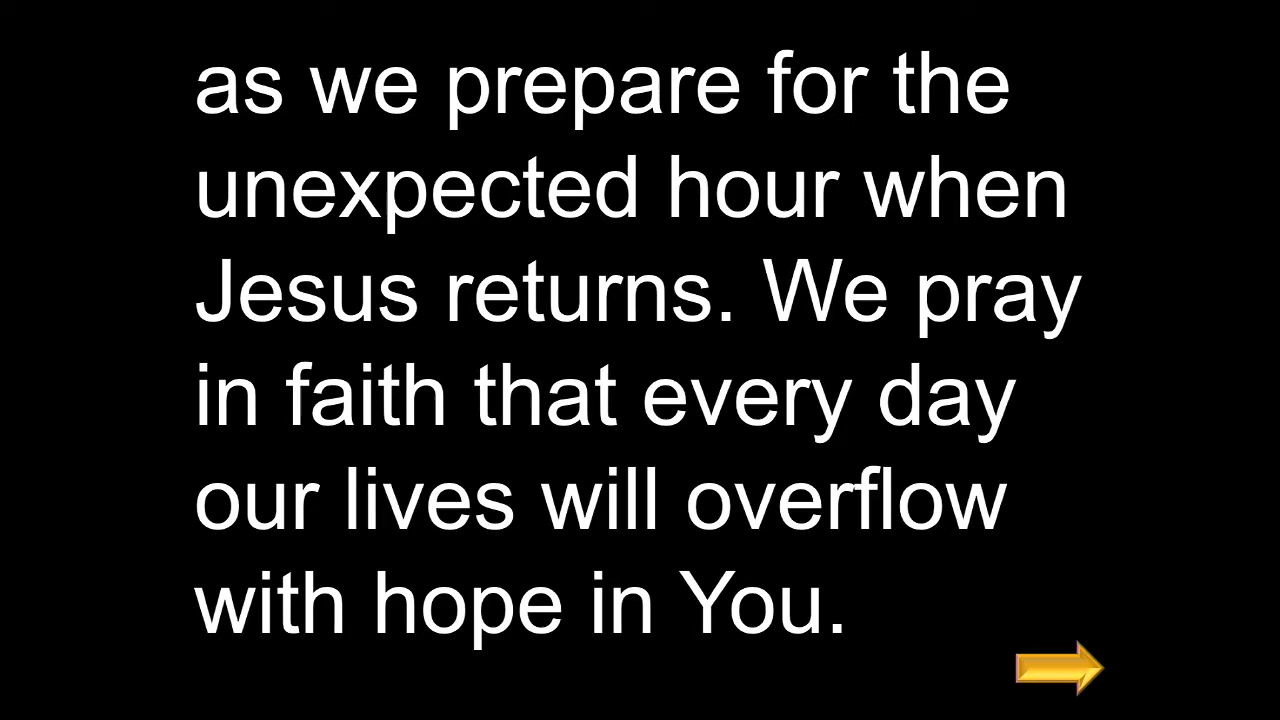 as we prepare for the
unexpected hour when
Jesus returns. We pray
in faith that every day
our lives will overflow
with hope in You.